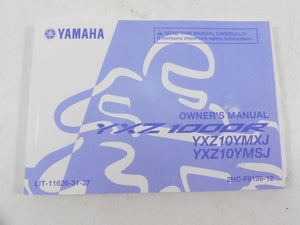 YAMAHA
READ THIS MANUAL CAREFULLY!
It contains important safety information.
OWNER'S MANUAL
YXZ1000R
YXZ10YMXJ
YXZ10YMSJ
LIT-11626-31-27
2HC-F8199-12